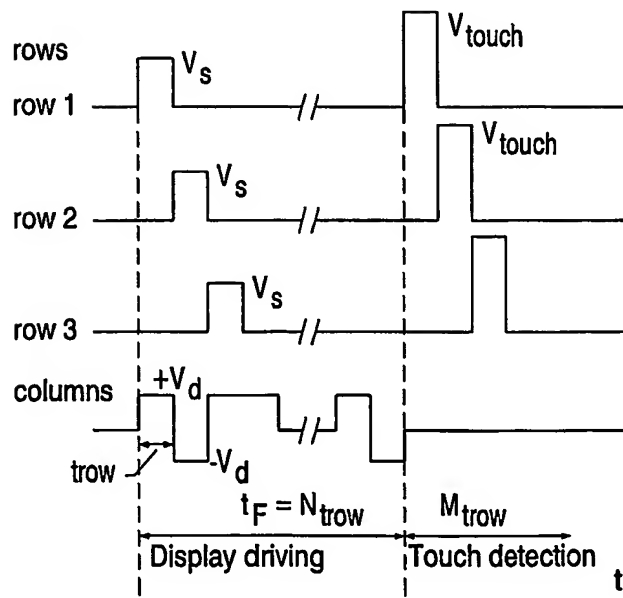 rows
V_s
V_touch
row 1
V_touch
V_s
row 2
V_s
row 3
columns
+V_d
-V_d
trow
t_F = N_trow
M_trow
Display driving
Touch detection
t